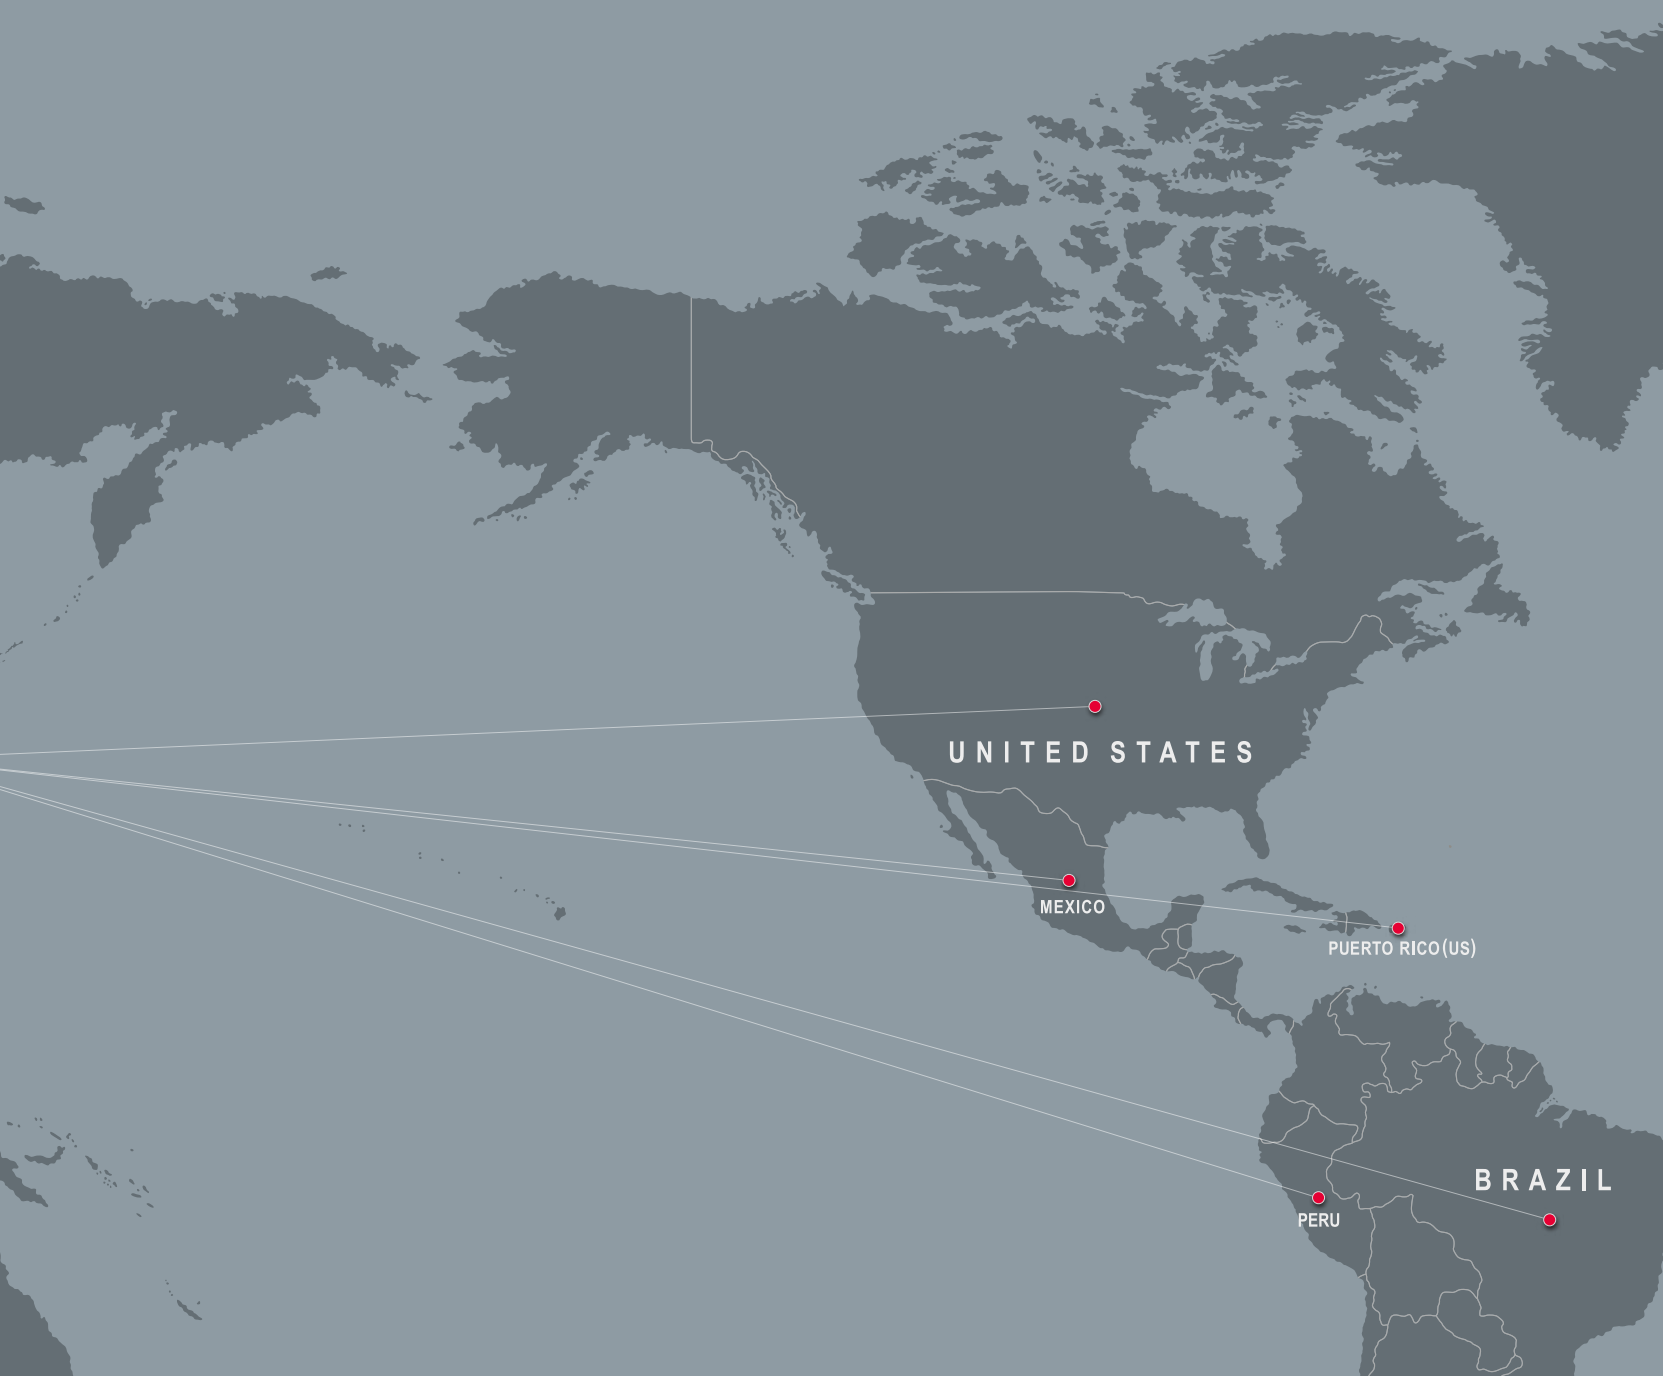 UNITED STATES
MEXICO
PUERTO RICO(US)
BRAZIL
PERU